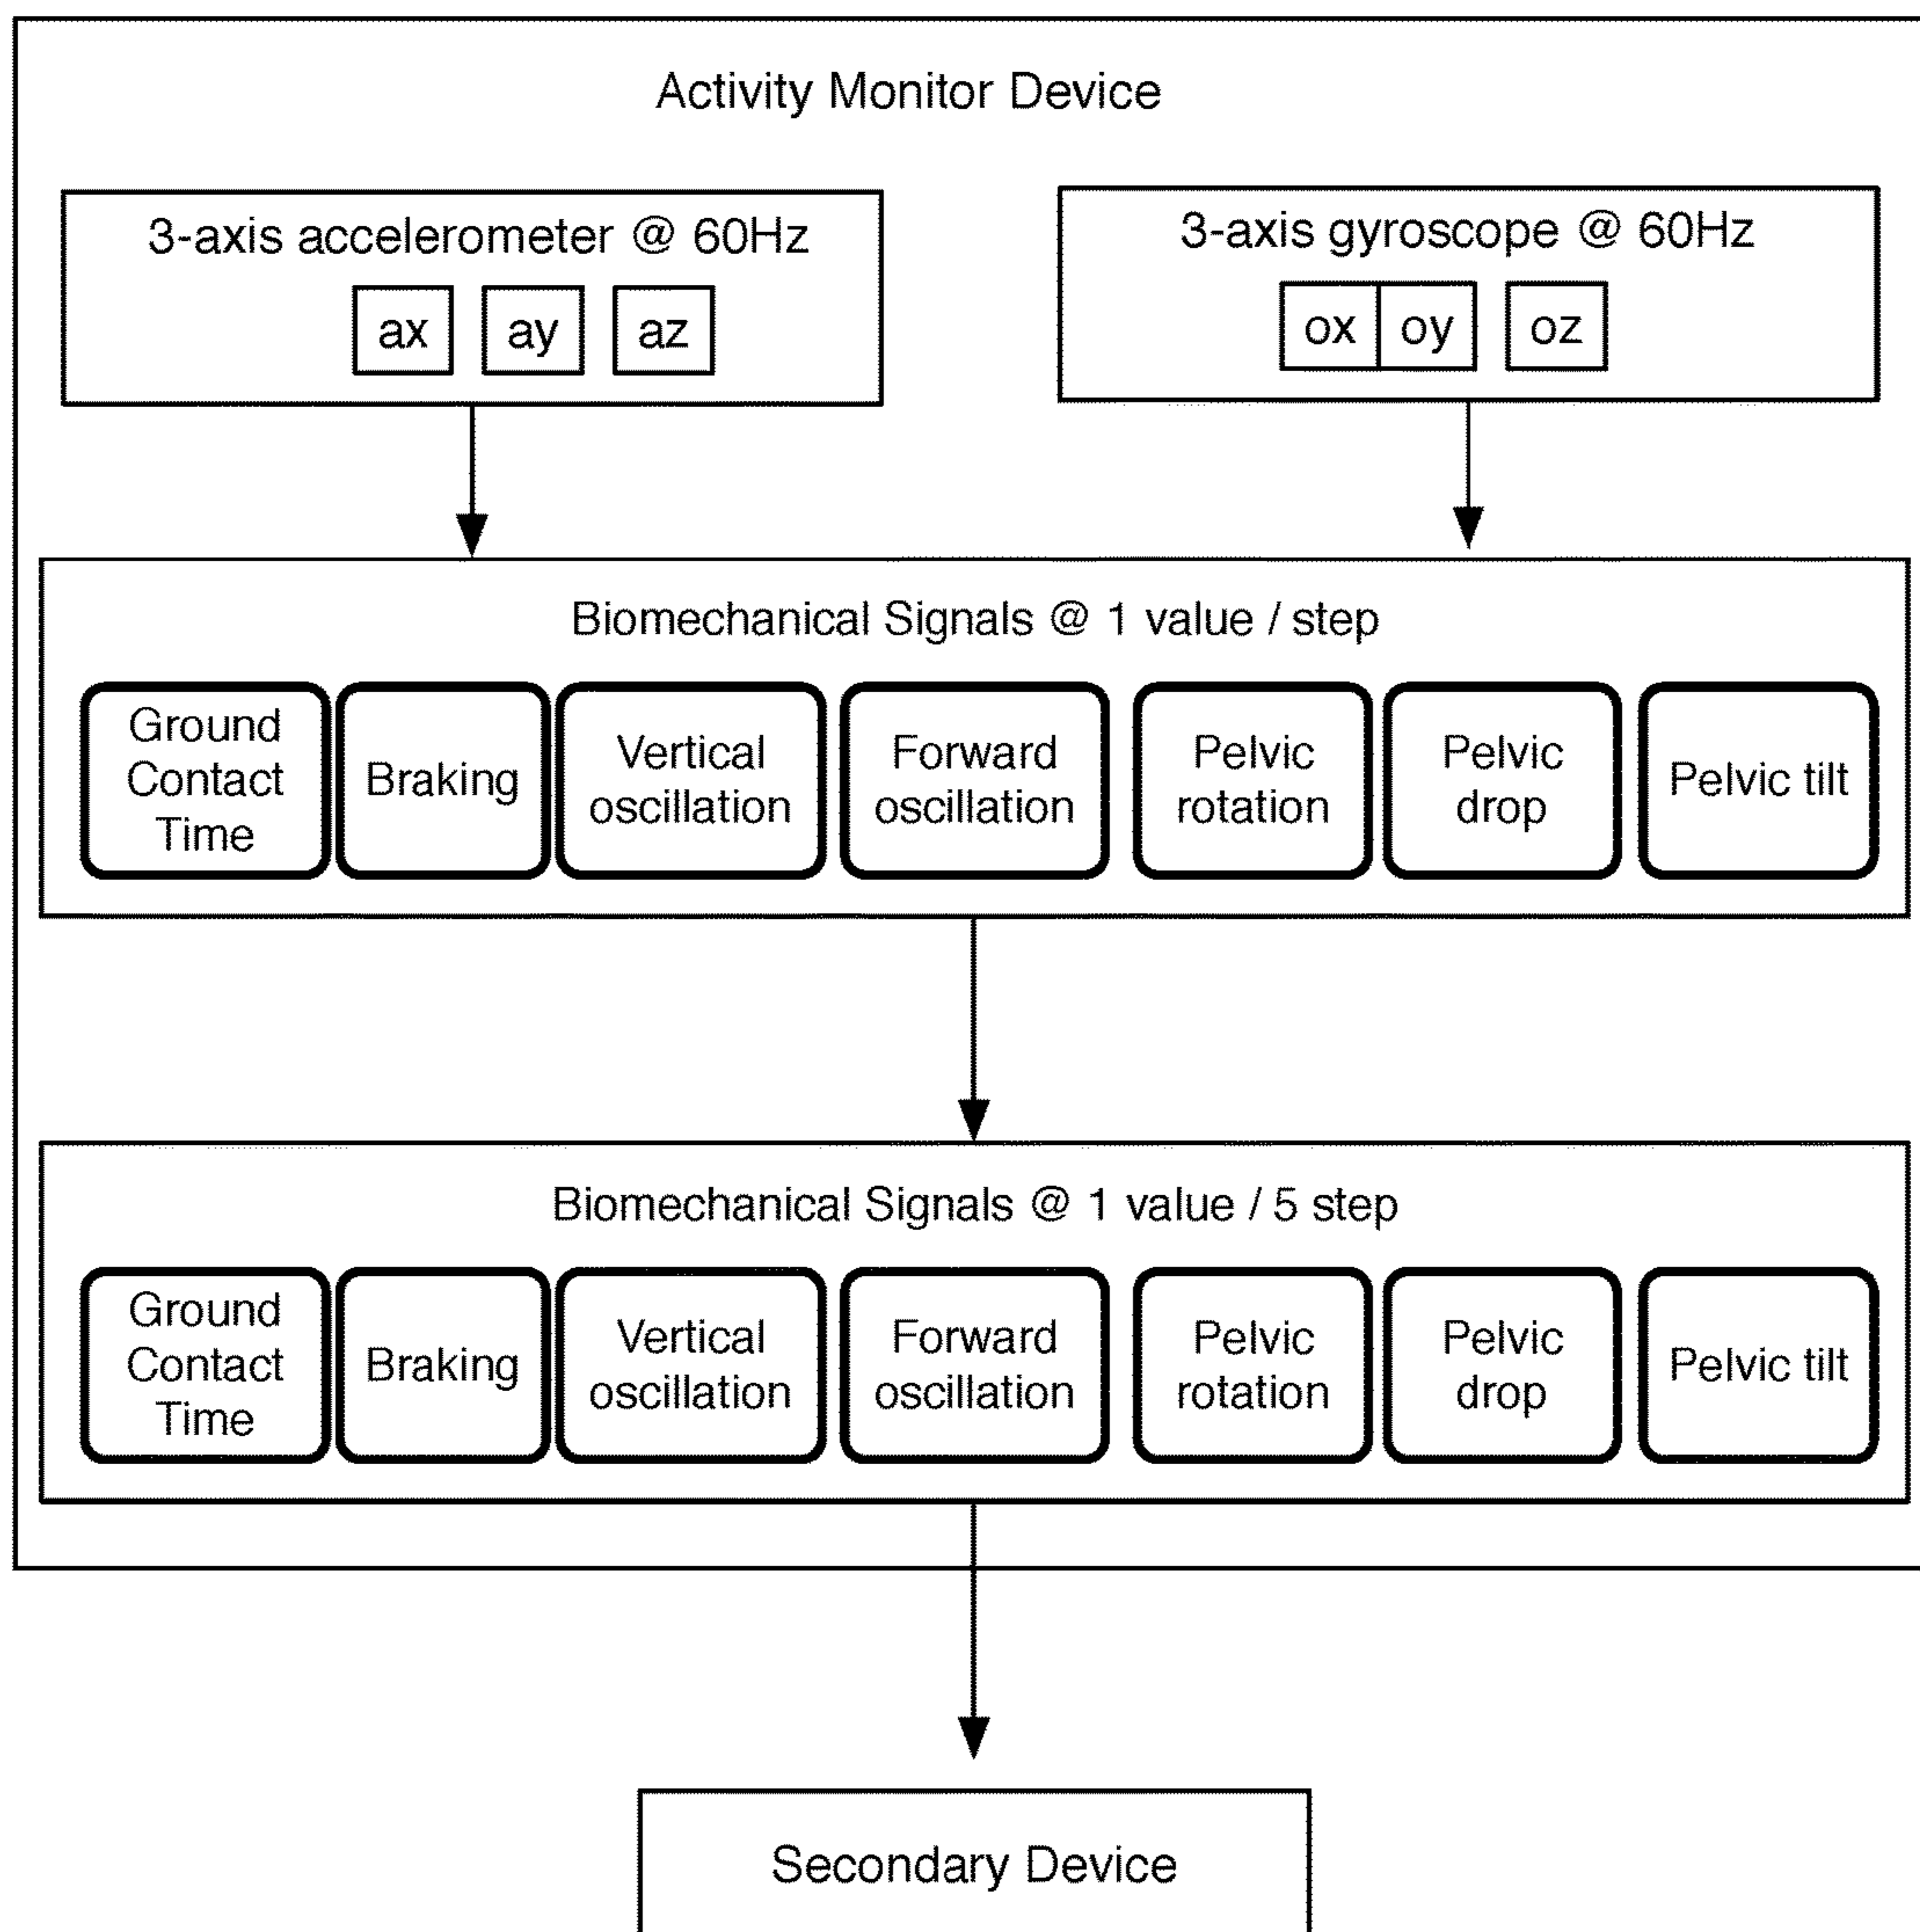 Activity Monitor Device
3-axis accelerometer @ 60Hz
ax ay az
3-axis gyroscope @ 60Hz
ox oy oz
Biomechanical Signals @ 1 value / step
Ground
Contact
Time
Braking
Vertical
oscillation
Forward
oscillation
Pelvic
rotation
Pelvic
drop
Pelvic tilt
Biomechanical Signals @ 1 value / 5 step
Ground
Contact
Time
Braking
Vertical
oscillation
Forward
oscillation
Pelvic
rotation
Pelvic
drop
Pelvic tilt
Secondary Device